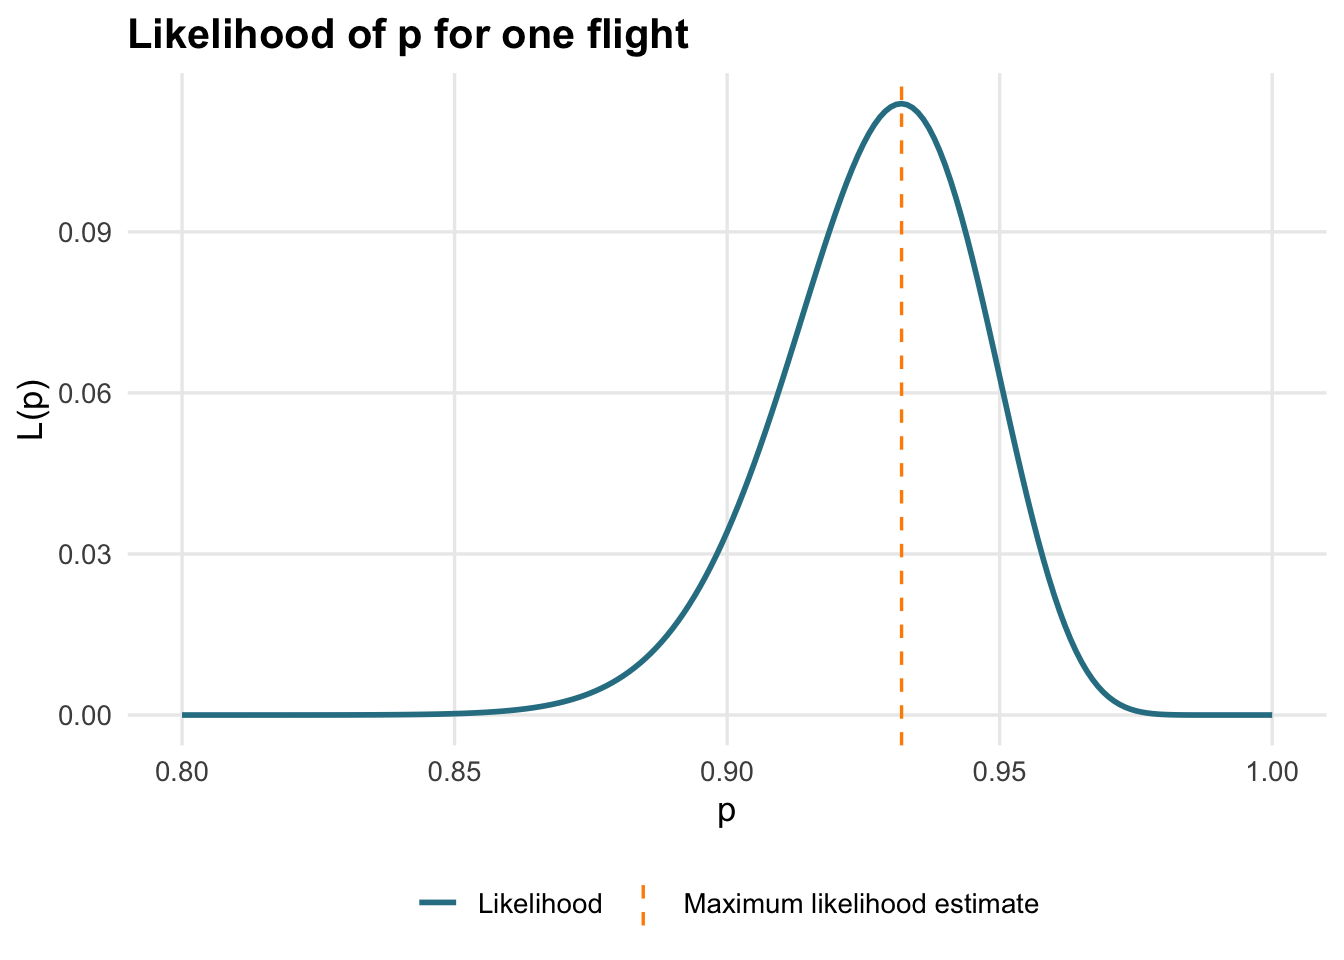 Likelihood of p for one flight
L(p)
0.09
0.06
0.03
0.00
0.80 0.85 0.90 0.95 1.00
p
Likelihood Maximum likelihood estimate